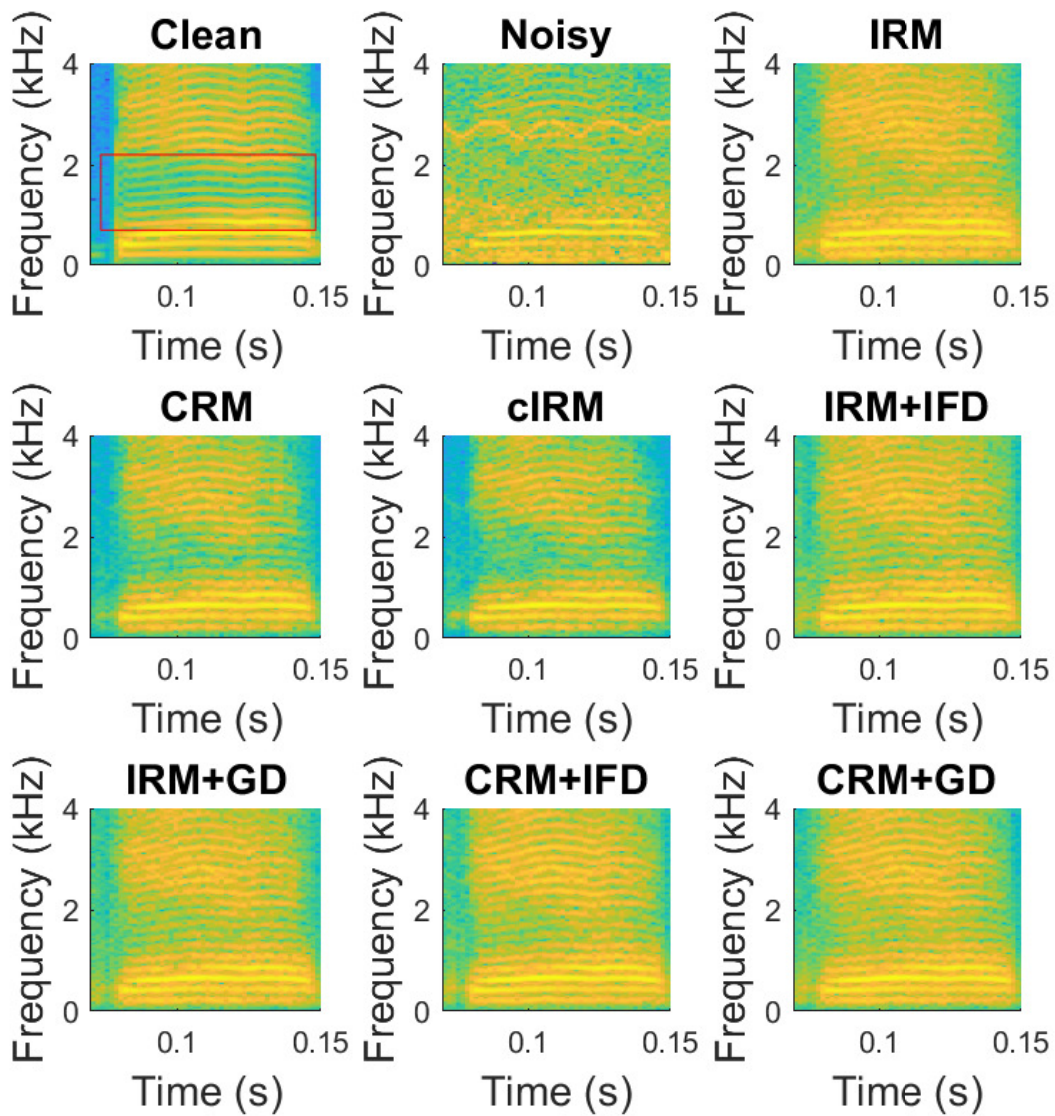 Clean Noisy IRM
Frequency (kHz) 4 2 0 Frequency (kHz) 4 2 0 Frequency (kHz) 4 2 0
0.1 0.15 0.1 0.15 0.1 0.15
Time (s) Time (s) Time (s)
CRM cIRM IRM+IFD
Frequency (kHz) 4 2 0 Frequency (kHz) 4 2 0 Frequency (kHz) 4 2 0
0.1 0.15 0.1 0.15 0.1 0.15
Time (s) Time (s) Time (s)
IRM+GD CRM+IFD CRM+GD
Frequency (kHz) 4 2 0 Frequency (kHz) 4 2 0 Frequency (kHz) 4 2 0
0.1 0.15 0.1 0.15 0.1 0.15
Time (s) Time (s) Time (s)